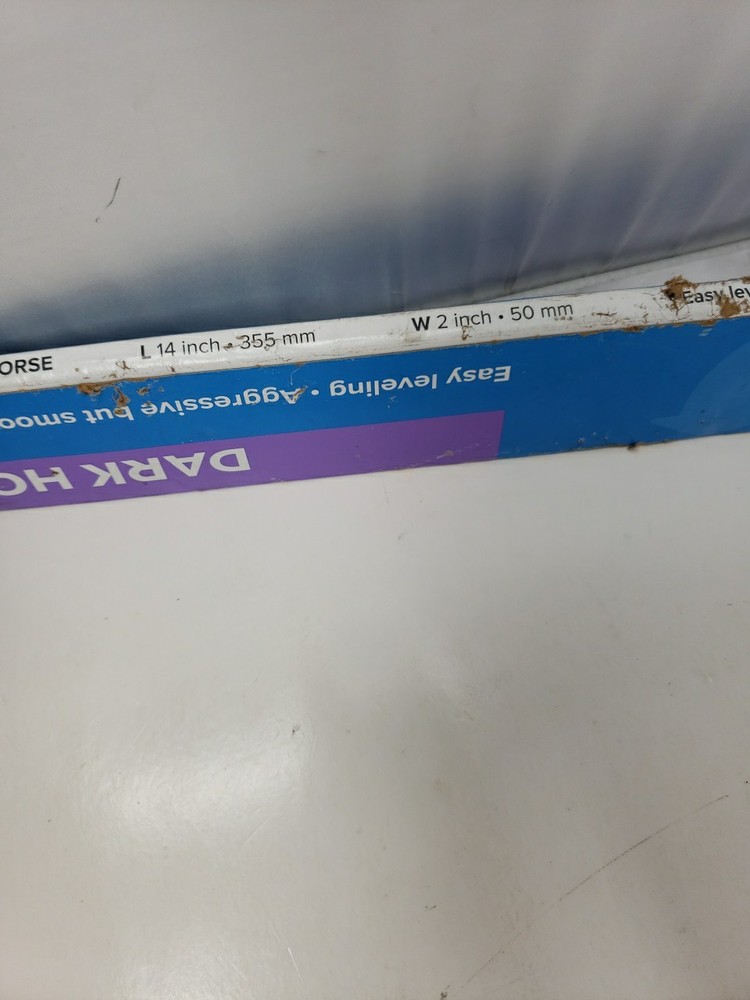 ORSE L 14 inch • 355 mm W 2 inch • 50 mm • Easy lev
DARK HO
Easy leveling • Aggressive but smoo